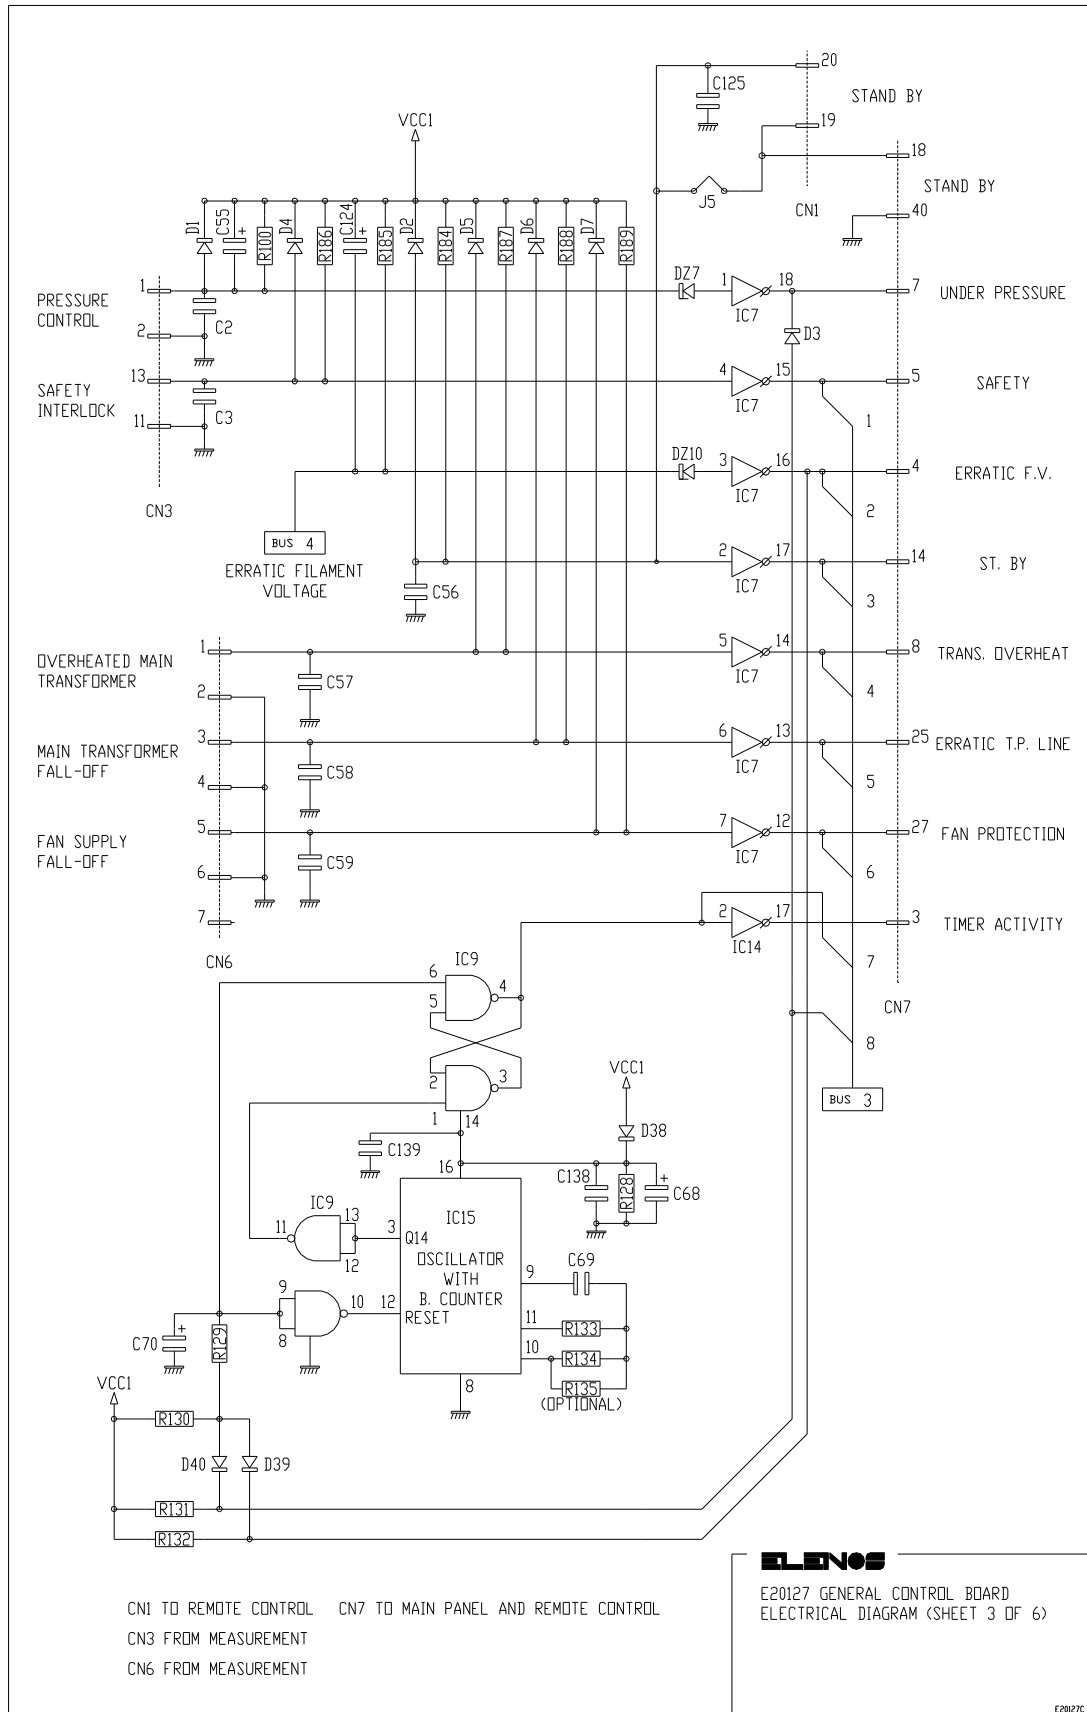 20
C125
STAND BY
VCC1
19
18
STAND BY
J5
CN1
40
D1
C55
+
R100
D4
R186
C124
+
R185
D2
R184
D5
R187
D6
R188
D7
R189
DZ7
1
PRESSURE
CONTROL
1
18
IC7
7
UNDER PRESSURE
2
C2
D3
13
SAFETY
INTERLOCK
11
C3
4
15
IC7
5
SAFETY
1
DZ10
3
16
IC7
4
ERRATIC F.V.
CN3
2
BUS 4
ERRATIC FILAMENT
VOLTAGE
C56
2
17
IC7
14
ST. BY
3
1
OVERHEATED MAIN
TRANSFORMER
2
C57
5
14
IC7
8
TRANS. OVERHEAT
4
3
MAIN TRANSFORMER
FALL-OFF
4
C58
6
13
IC7
25
ERRATIC T.P. LINE
5
5
FAN SUPPLY
FALL-OFF
6
C59
7
12
IC7
27
FAN PROTECTION
6
7
2
17
IC14
3
TIMER ACTIVITY
CN6
IC9
7
6
5
4
CN7
8
2
3
VCC1
BUS 3
1
14
D38
C139
16
C138
R128
+
C68
IC9
13
11
12
3
Q14
IC15
OSCILLATOR
WITH
B. COUNTER
RESET
9
C69
9
10
12
8
11
R133
10
R134
R135
(OPTIONAL)
8
+
C70
R129
VCC1
R130
D40
D39
R131
R132
ELENOS
E20127 GENERAL CONTROL BOARD
ELECTRICAL DIAGRAM (SHEET 3 OF 6)
CN1 TO REMOTE CONTROL CN7 TO MAIN PANEL AND REMOTE CONTROL
CN3 FROM MEASUREMENT
CN6 FROM MEASUREMENT
E20127C